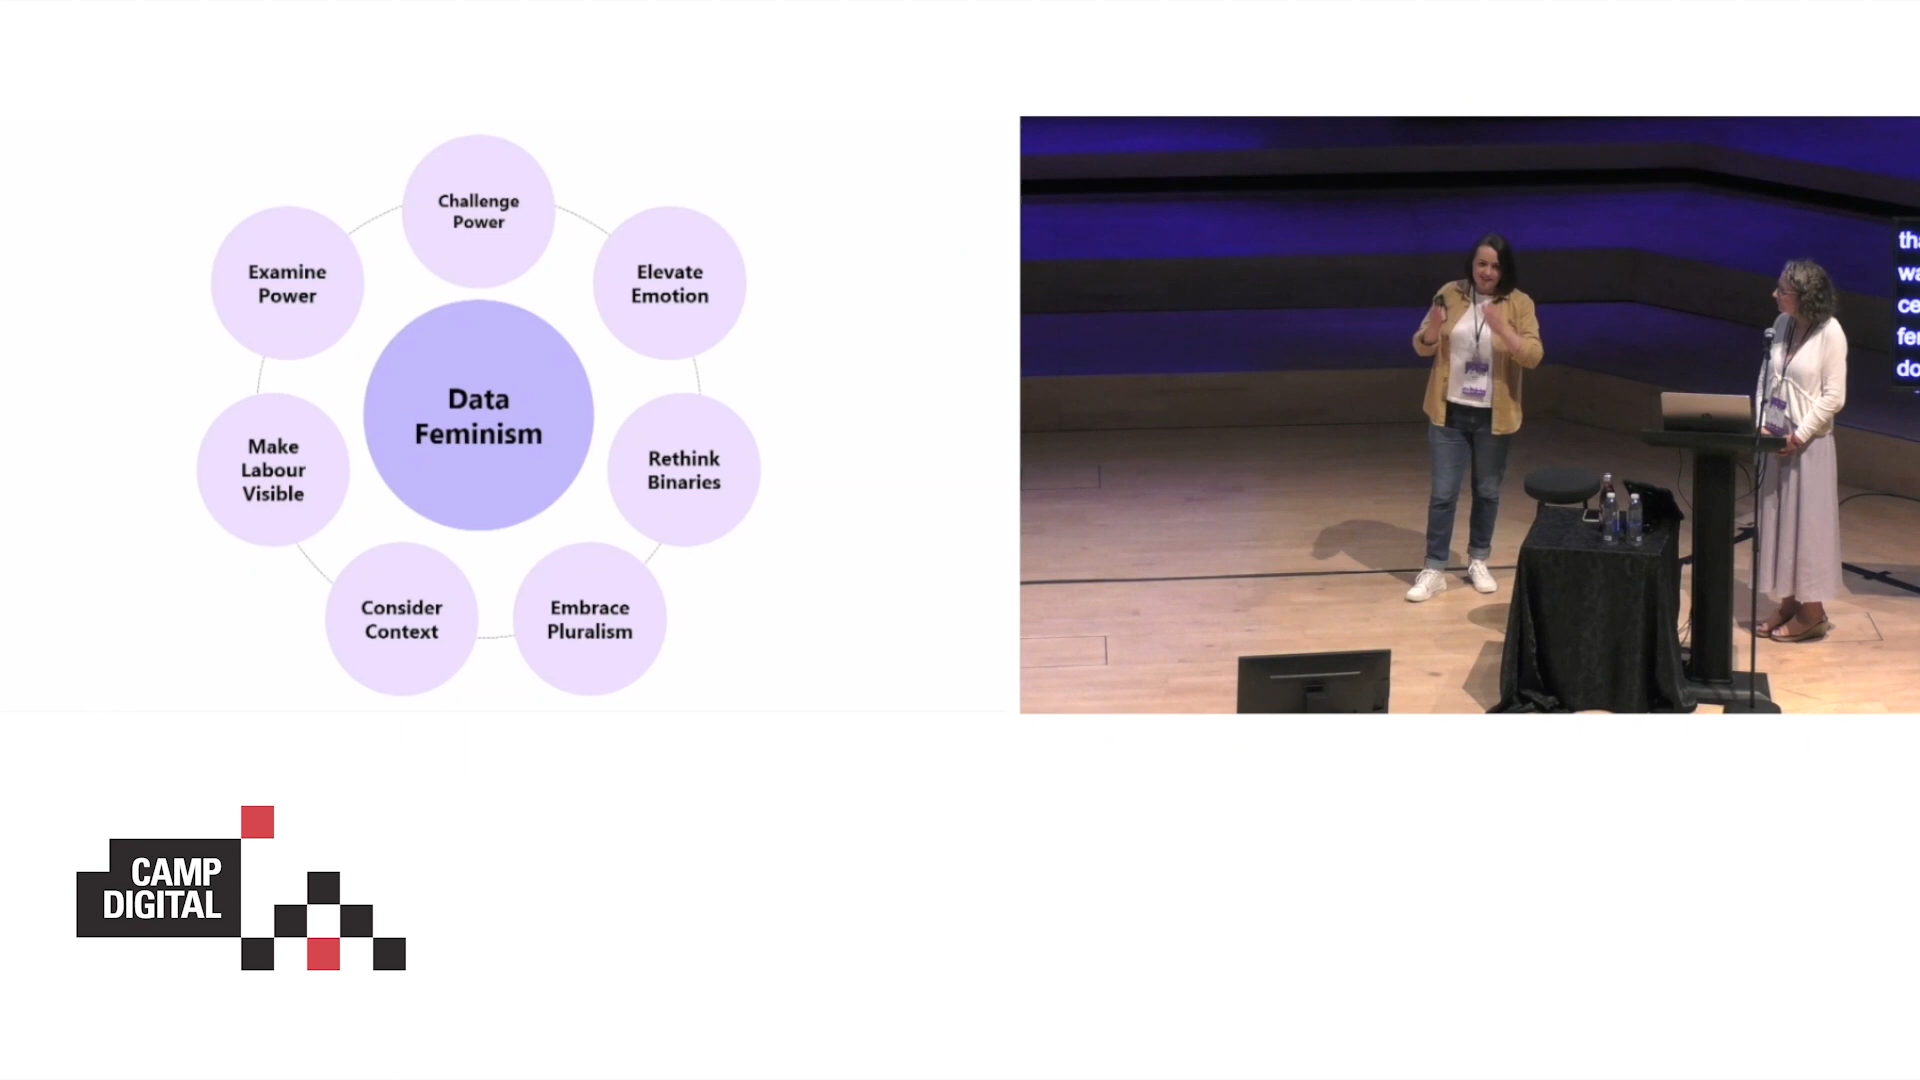 Challenge
Power
Elevate
Emotion
Rethink
Binaries
Embrace
Pluralism
Consider
Context
Make
Labour
Visible
Examine
Power
Data
Feminism
CAMP
DIGITAL